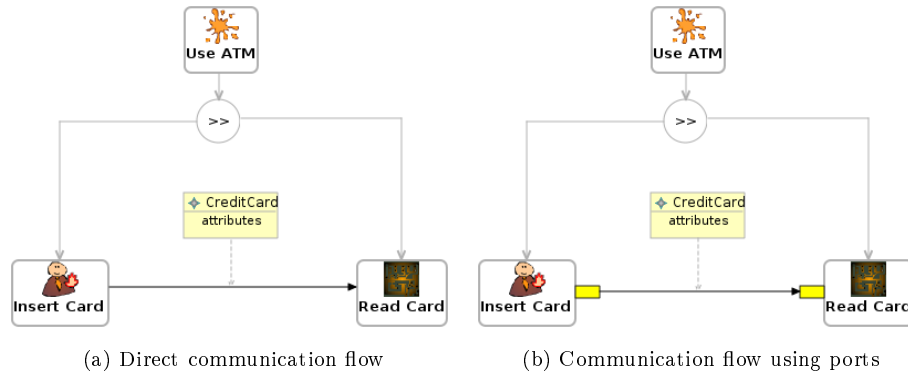 Use ATM
>>
CreditCard
attributes
Insert Card
Read Card
(a) Direct communication flow
Use ATM
>>
CreditCard
attributes
Insert Card
Read Card
(b) Communication flow using ports